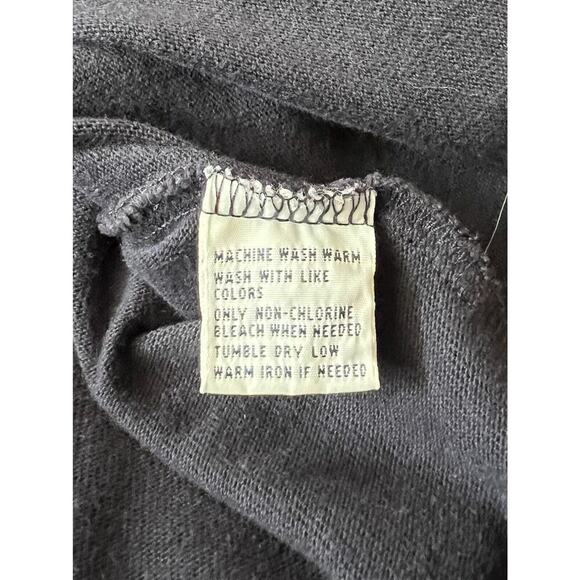 MACHINE WASH WARM
WASH WITH LIKE
COLORS
ONLY NON-CHLORINE
BLEACH WHEN NEEDED
TUMBLE DRY LOW
WARM IRON IF NEEDED